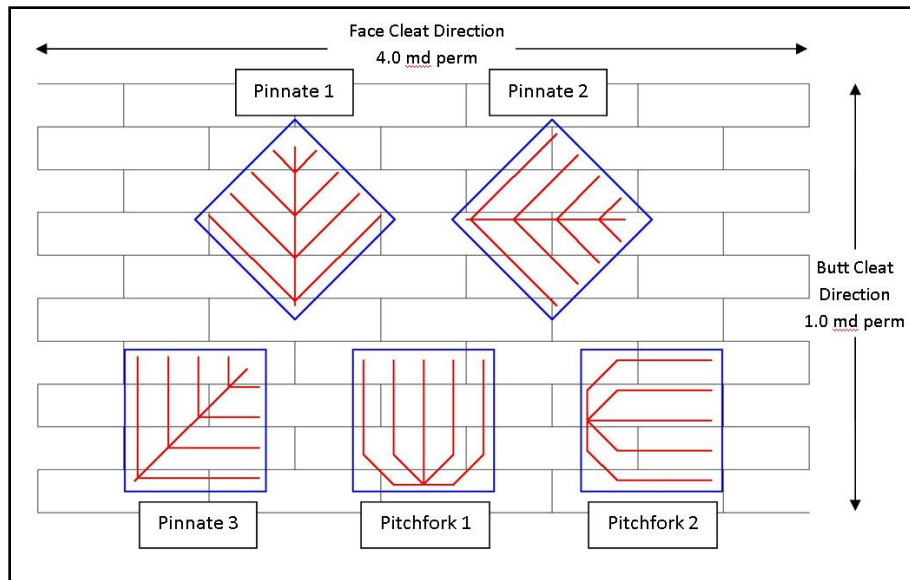 Face Cleat Direction
4.0 md perm
Pinnate 1
Pinnate 2
Butt Cleat
Direction
1.0 md perm
Pinnate 3
Pitchfork 1
Pitchfork 2